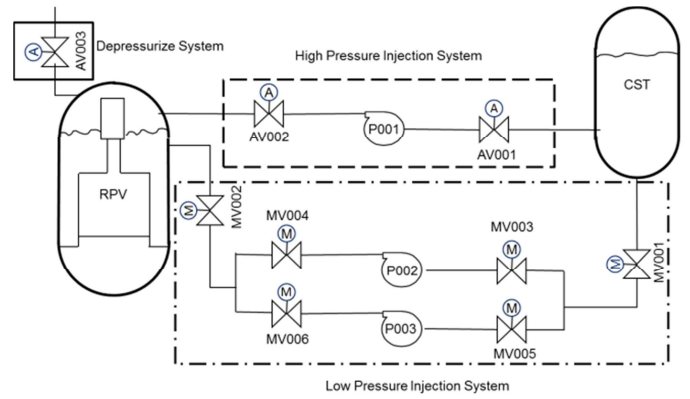 A
AV003
Depressurize System
High Pressure Injection System
CST
A
AV002
P001
A
AV001
RPV
M
MV002
MV004
M
P002
MV003
M
M
MV001
M
MV006
P003
M
MV005
Low Pressure Injection System